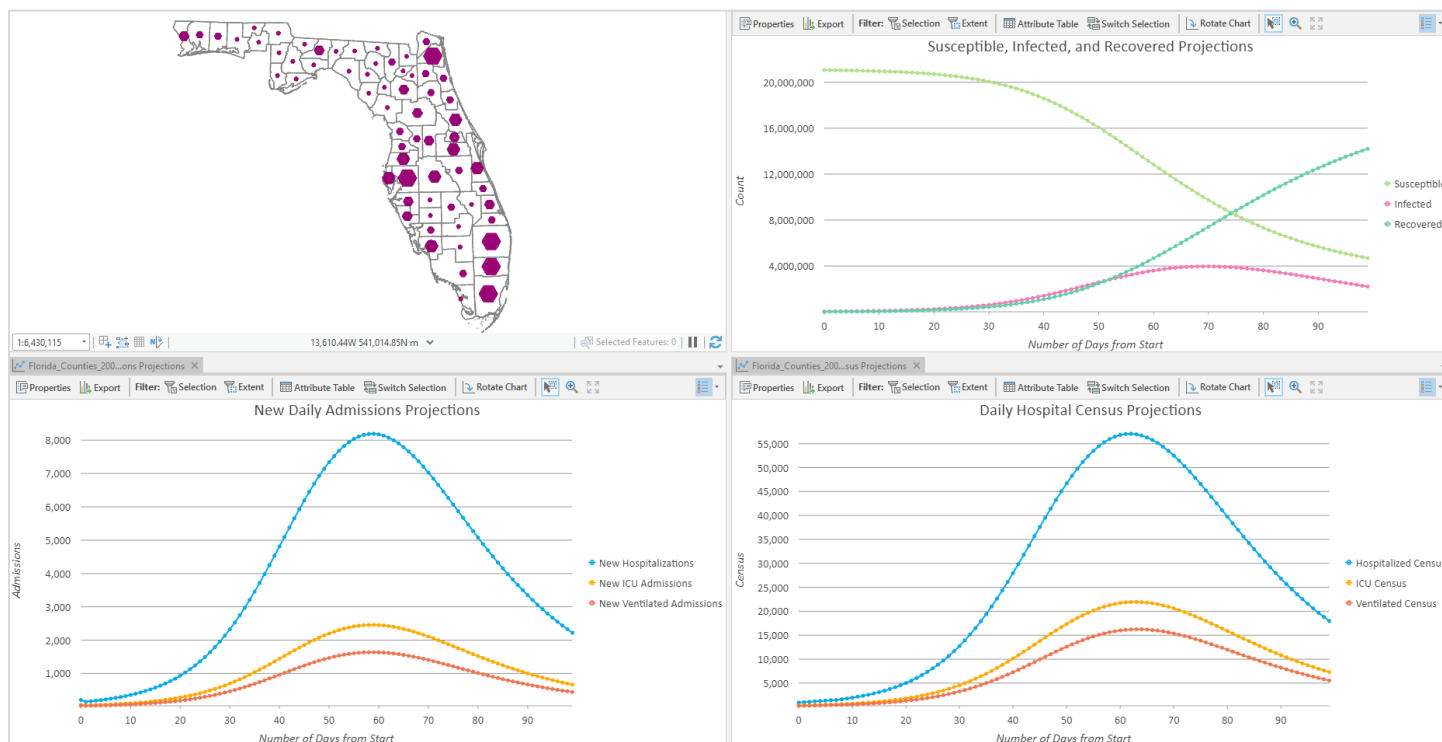 1:6,430,115
13,610.44W 541,014.85N m
Selected Features: 0
Properties Export Filter: Selection Extent Attribute Table Switch Selection Rotate Chart
Susceptible, Infected, and Recovered Projections
20,000,000
16,000,000
12,000,000
8,000,000
4,000,000
Count
0 10 20 30 40 50 60 70 80 90
Number of Days from Start
Susceptible
Infected
Recovered
Florida_Counties_200...ons Projections
Properties Export Filter: Selection Extent Attribute Table Switch Selection Rotate Chart
New Daily Admissions Projections
8,000
7,000
6,000
5,000
4,000
3,000
2,000
1,000
Admissions
0 10 20 30 40 50 60 70 80 90
Number of Days from Start
New Hospitalizations
New ICU Admissions
New Ventilated Admissions
Florida_Counties_200...sus Projections
Properties Export Filter: Selection Extent Attribute Table Switch Selection Rotate Chart
Daily Hospital Census Projections
55,000
50,000
45,000
40,000
35,000
30,000
25,000
20,000
15,000
10,000
5,000
Census
0 10 20 30 40 50 60 70 80 90
Number of Days from Start
Hospitalized Census
ICU Census
Ventilated Census